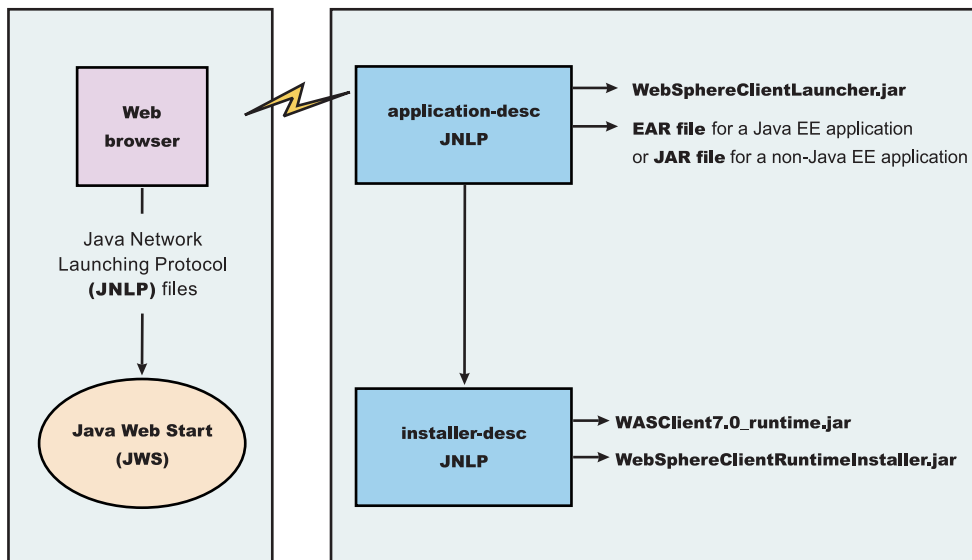 Web
browser
Java Network
Launching Protocol
(JNLP) files
Java Web Start
(JWS)
application-desc
JNLP
WebSphereClientLauncher.jar
EAR file for a Java EE application
or JAR file for a non-Java EE application
installer-desc
JNLP
WASClient7.0_runtime.jar
WebSphereClientRuntimeInstaller.jar